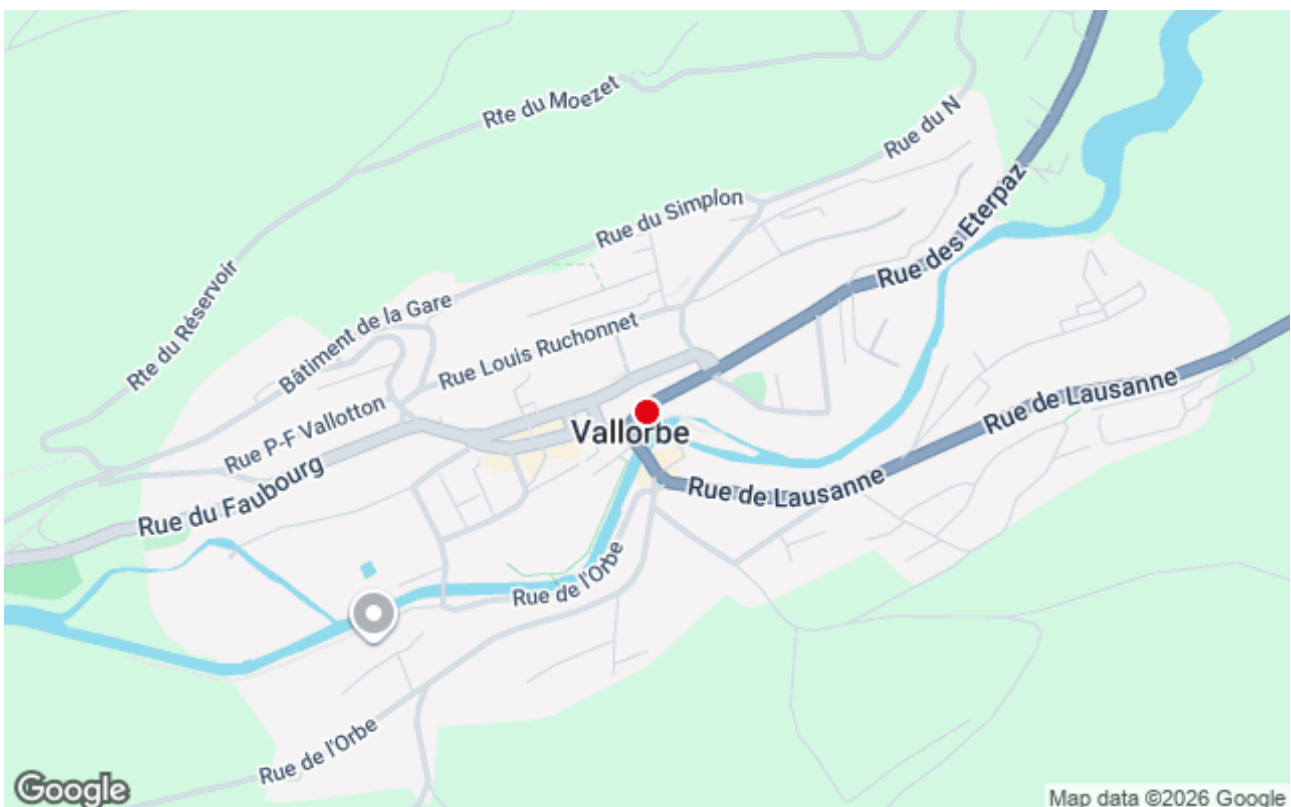 Rte du Moezet
Rue du N
Rue du Simplon
Rue des Eterpaz
Rte du Réservoir
Bâtiment de la Gare
Rue Louis Ruchonnet
Rue de Lausanne
Rue P-F Vallotton
Vallorbe
Rue du Faubourg
Rue de Lausanne
Rue de l'Orbe
Rue de l'Orbe
Google
Map data ©2026 Google